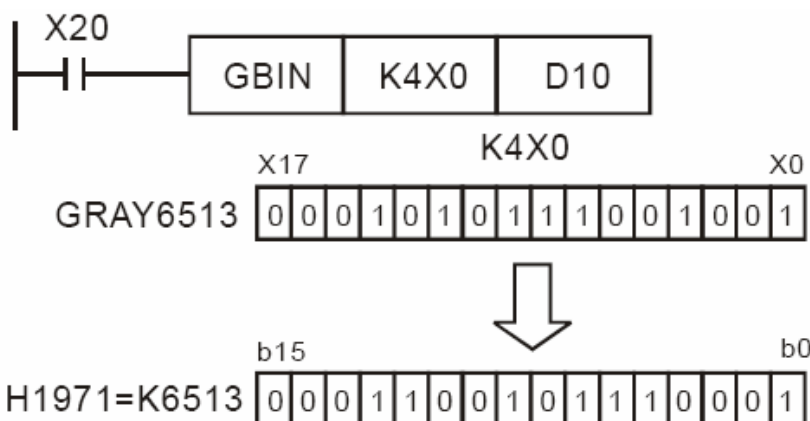 X20
GBIN K4X0 D10
K4X0
X17 X0
GRAY6513 0 0 0 1 0 1 0 1 1 1 0 0 1 0 0 1
b15 b0
H1971=K6513 0 0 0 1 1 0 0 1 0 1 1 1 0 0 0 1